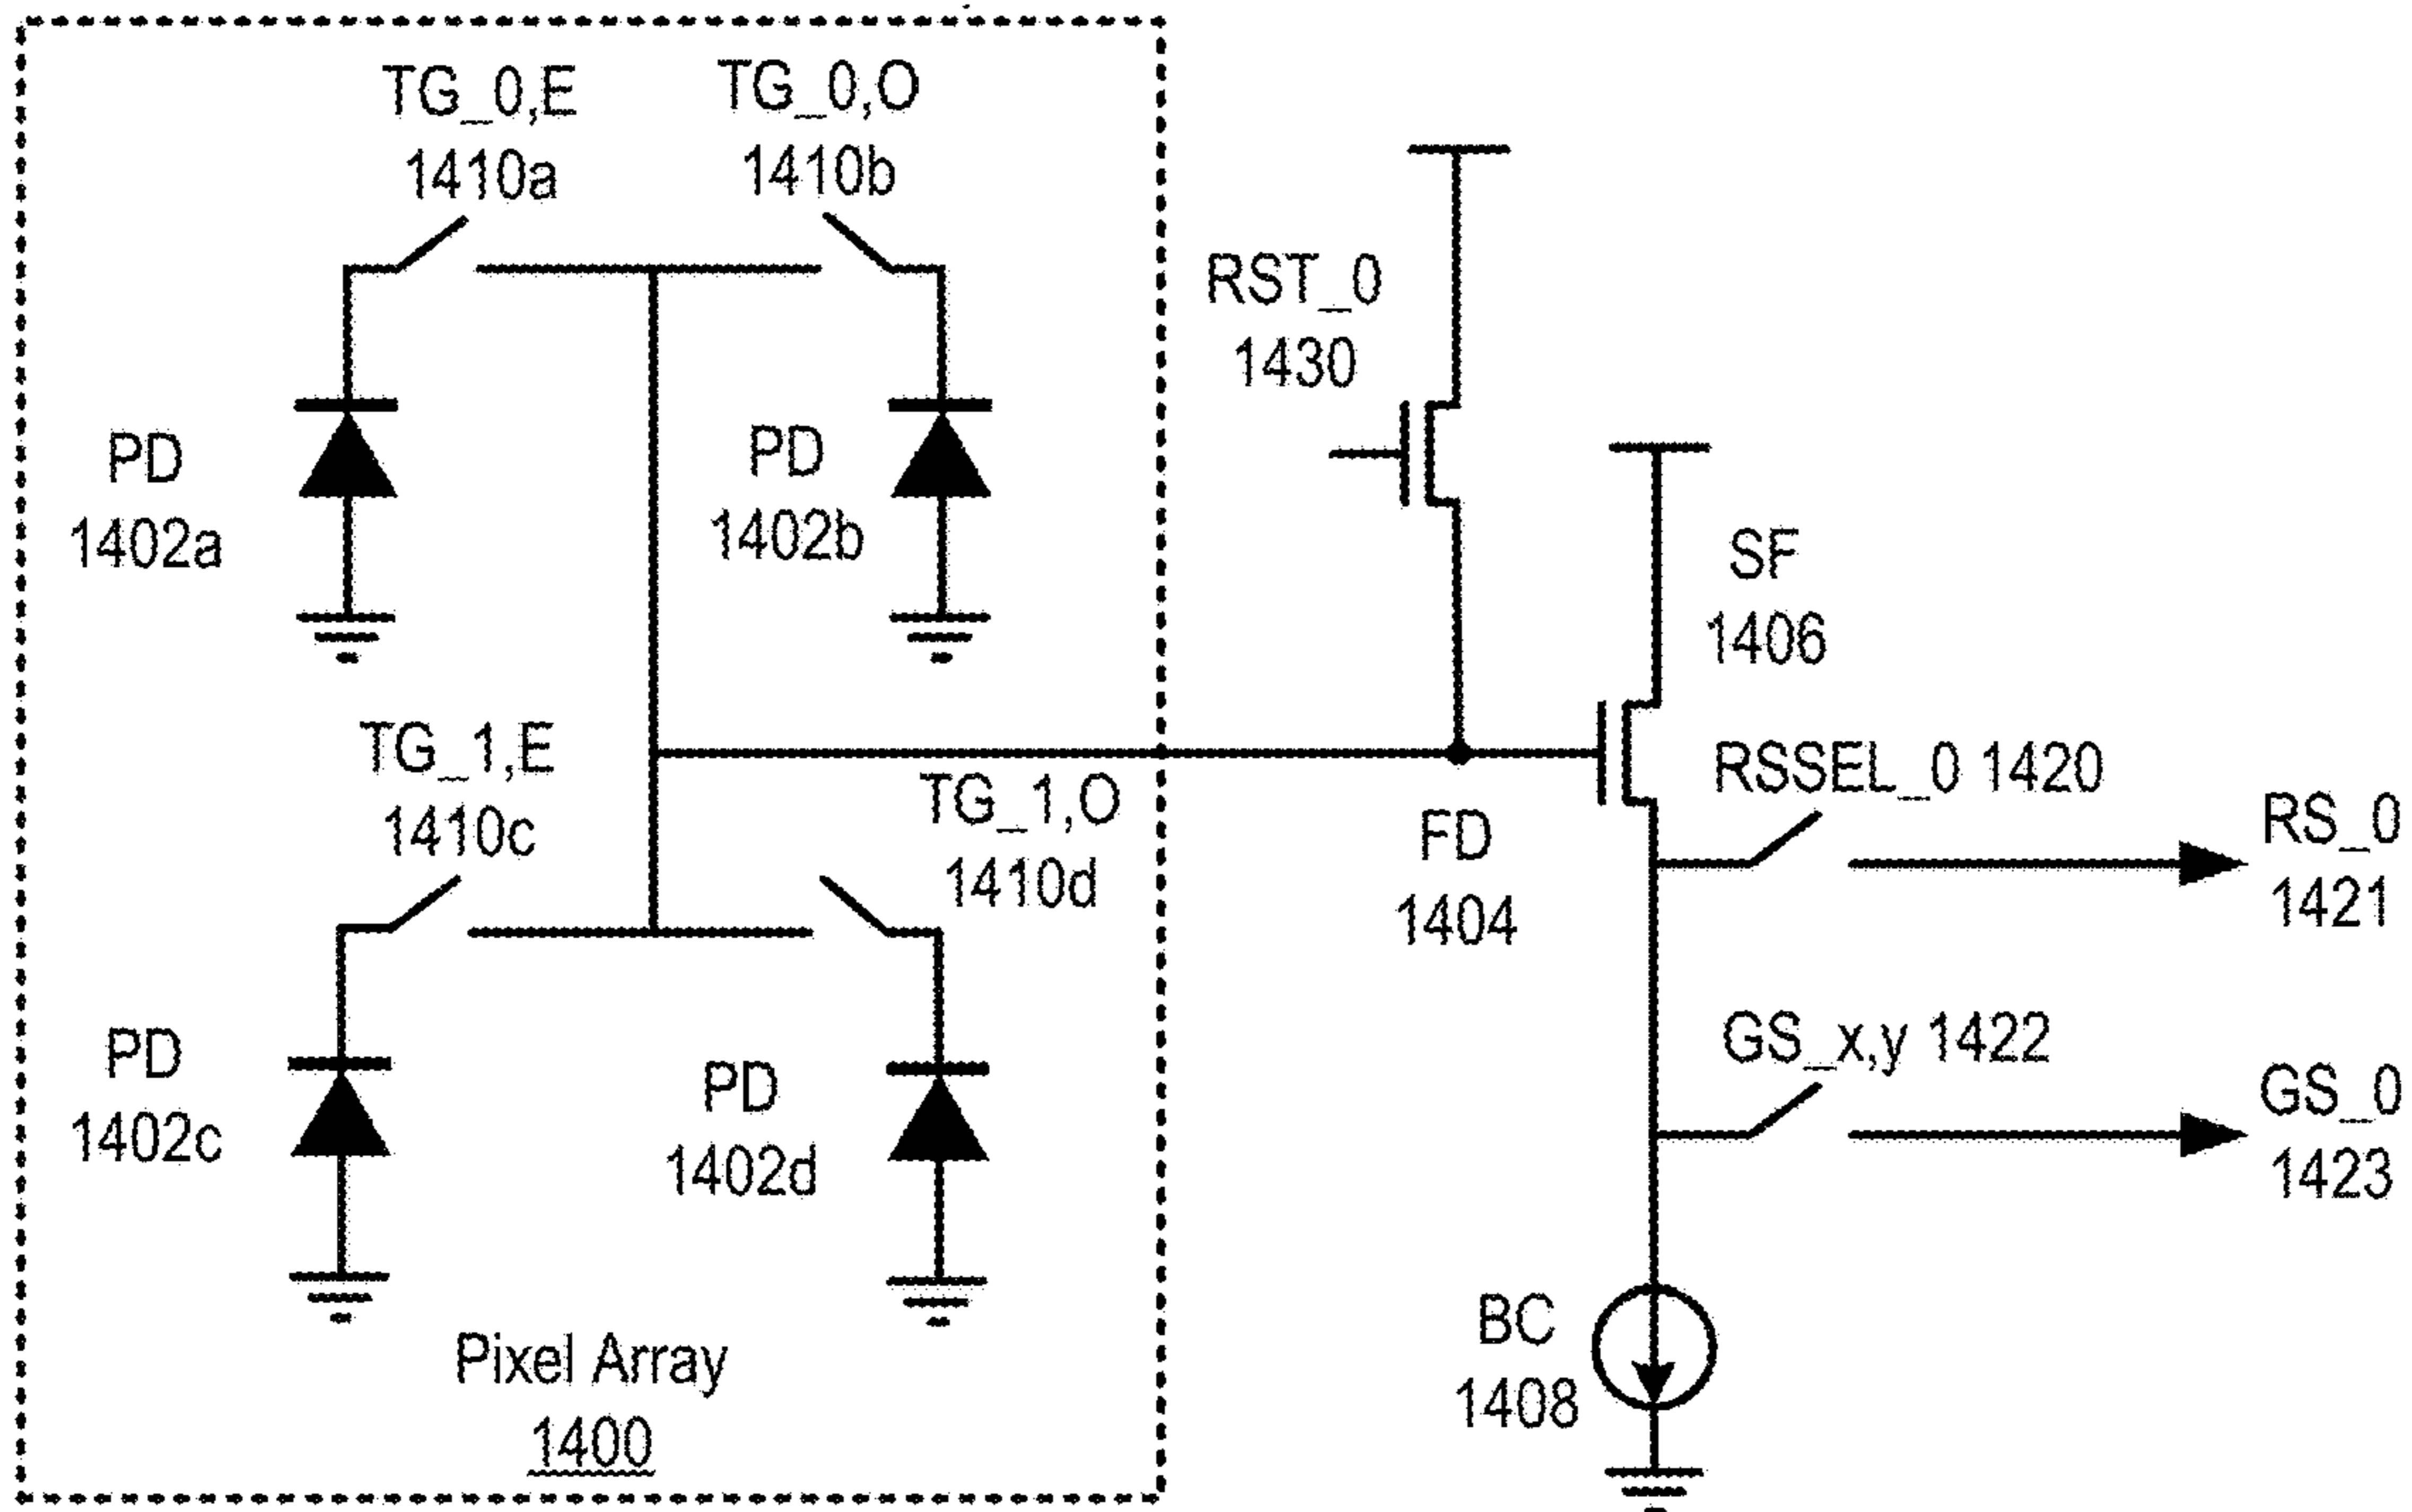 TG_0,E
1410a
TG_0,O
1410b
RST_0
1430
PD
1402a
PD
1402b
SF
1406
TG_1,E
1410c
TG_1,O
1410d
FD
1404
RSSEL_0 1420
RS_0
1421
PD
1402c
PD
1402d
GS_x,y 1422
GS_0
1423
BC
1408
Pixel Array
1400